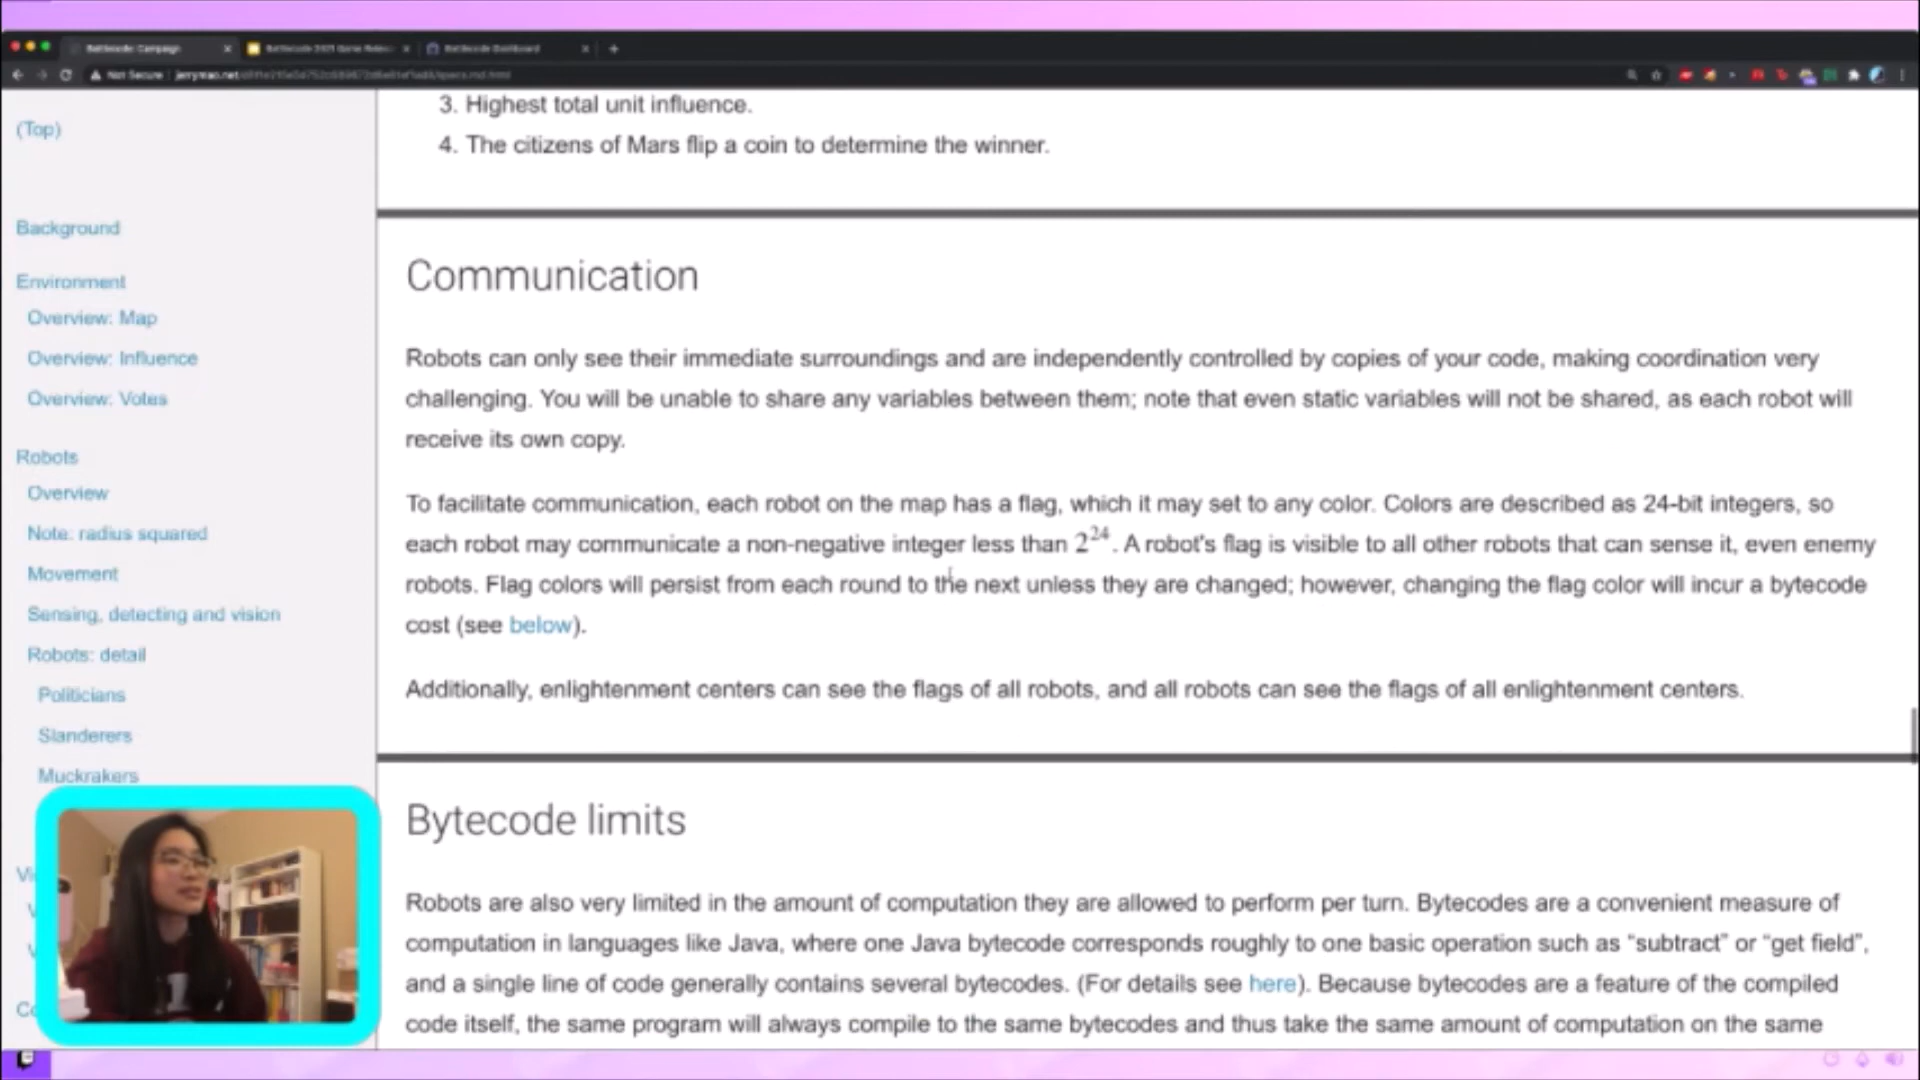 Battlecode: Campaign
Battlecode Dashboard
Not Secure
(Top)
Background
Environment
Overview: Map
Overview: Influence
Overview: Votes
Robots
Overview
Note: radius squared
Movement
Sensing, detecting and vision
Robots: detail
Politicians
Slanderers
Muckrakers
3. Highest total unit influence.
4. The citizens of Mars flip a coin to determine the winner.
Communication
Robots can only see their immediate surroundings and are independently controlled by copies of your code, making coordination very
challenging. You will be unable to share any variables between them; note that even static variables will not be shared, as each robot will
receive its own copy.
To facilitate communication, each robot on the map has a flag, which it may set to any color. Colors are described as 24-bit integers, so
each robot may communicate a non-negative integer less than 2^24. A robot's flag is visible to all other robots that can sense it, even enemy
robots. Flag colors will persist from each round to the next unless they are changed; however, changing the flag color will incur a bytecode
cost (see below).
Additionally, enlightenment centers can see the flags of all robots, and all robots can see the flags of all enlightenment centers.
Bytecode limits
Robots are also very limited in the amount of computation they are allowed to perform per turn. Bytecodes are a convenient measure of
computation in languages like Java, where one Java bytecode corresponds roughly to one basic operation such as “subtract” or “get field”,
and a single line of code generally contains several bytecodes. (For details see here). Because bytecodes are a feature of the compiled
code itself, the same program will always compile to the same bytecodes and thus take the same amount of computation on the same